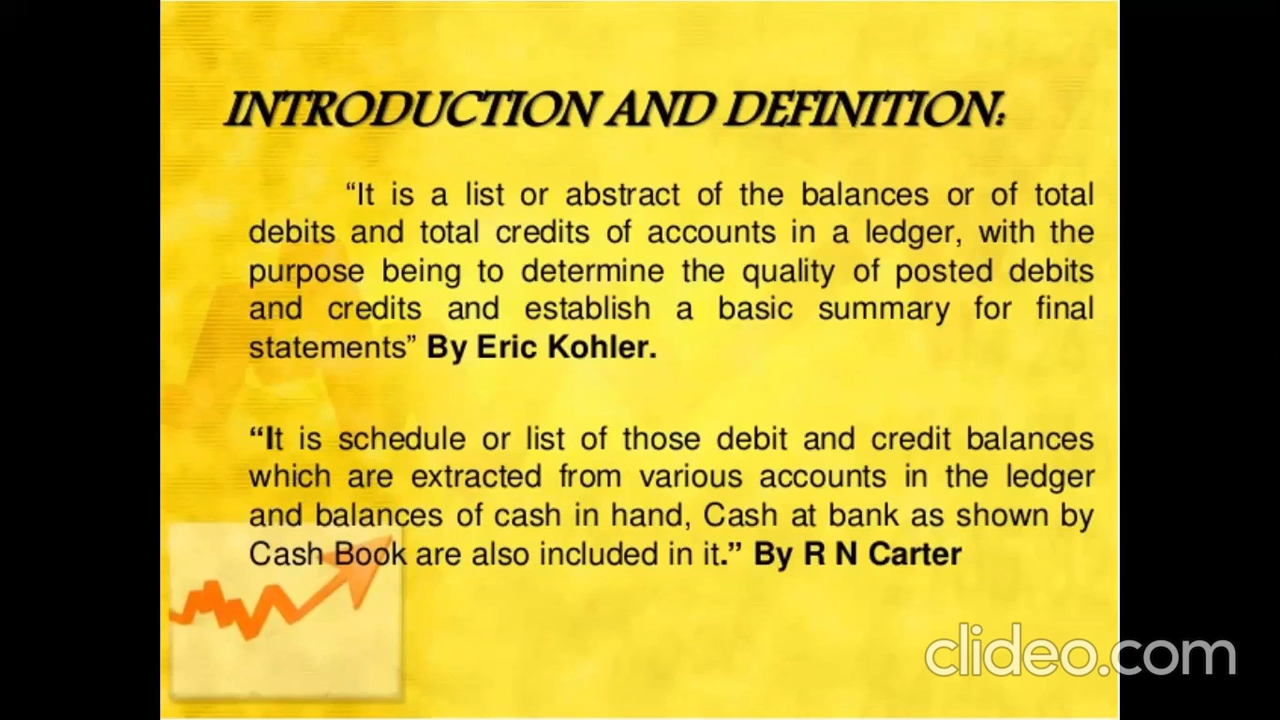 INTRODUCTION AND DEFINITION:
“It is a list or abstract of the balances or of total
debits and total credits of accounts in a ledger, with the
purpose being to determine the quality of posted debits
and credits and establish a basic summary for final
statements” By Eric Kohler.
“It is schedule or list of those debit and credit balances
which are extracted from various accounts in the ledger
and balances of cash in hand, Cash at bank as shown by
Cash Book are also included in it.” By R N Carter
clideo.com